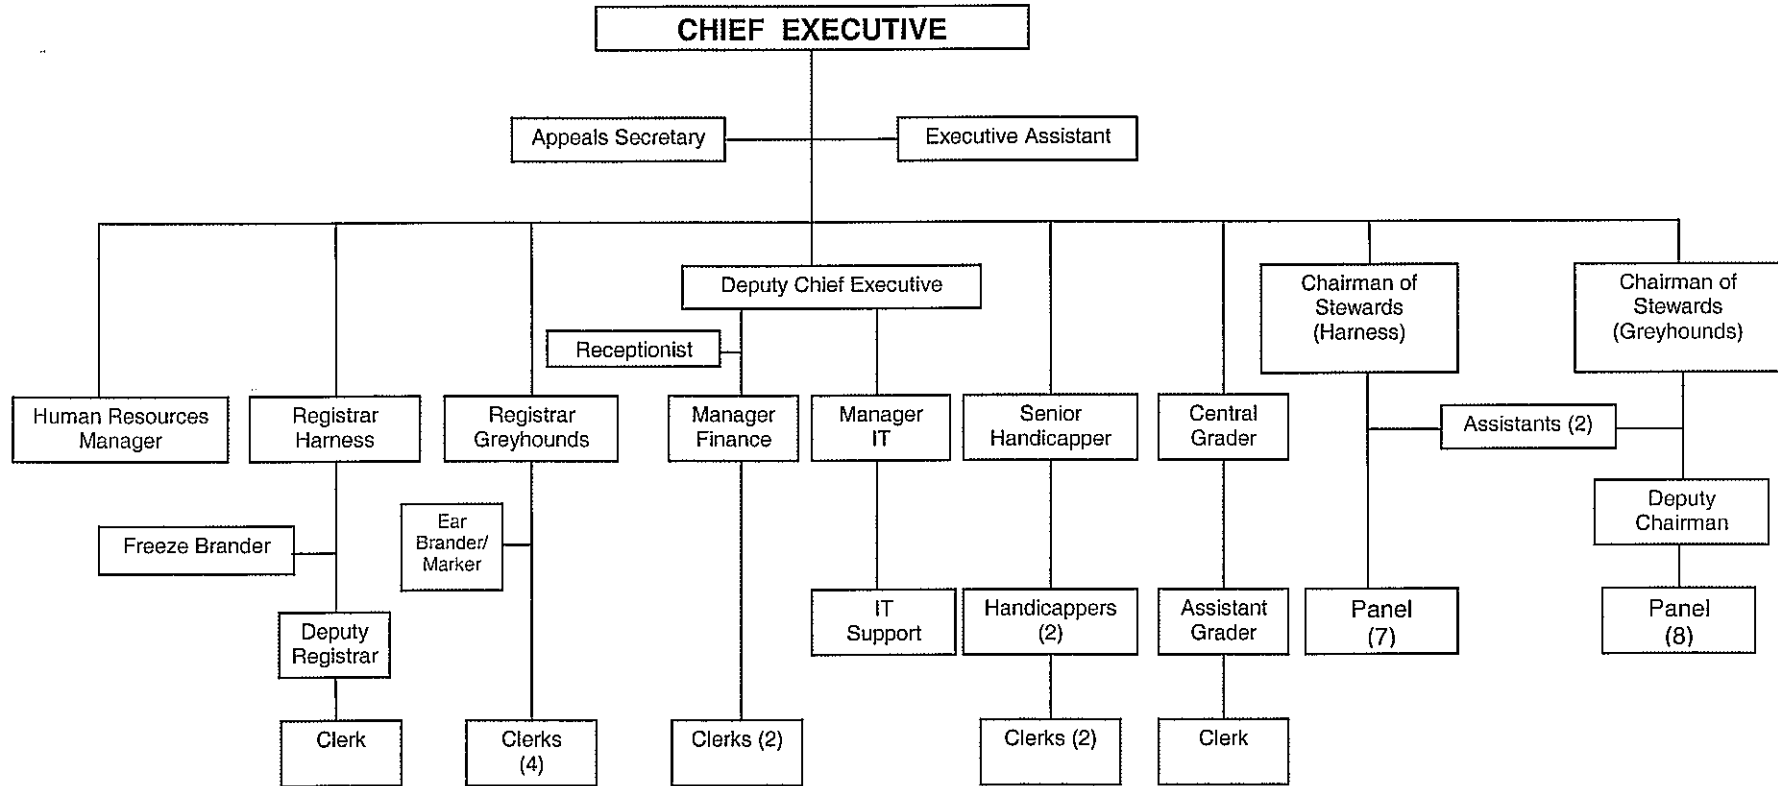 CHIEF EXECUTIVE
Appeals Secretary
Executive Assistant
Deputy Chief Executive
Chairman of
Stewards
(Harness)
Chairman of
Stewards
(Greyhounds)
Receptionist
Human Resources
Manager
Registrar
Harness
Registrar
Greyhounds
Manager
Finance
Manager
IT
Senior
Handicapper
Central
Grader
Assistants (2)
Freeze Brander
Ear
Brander/
Marker
Deputy
Chairman
Deputy
Registrar
IT
Support
Handicappers
(2)
Assistant
Grader
Panel
(7)
Panel
(8)
Clerk
Clerks
(4)
Clerks (2)
Clerks (2)
Clerk